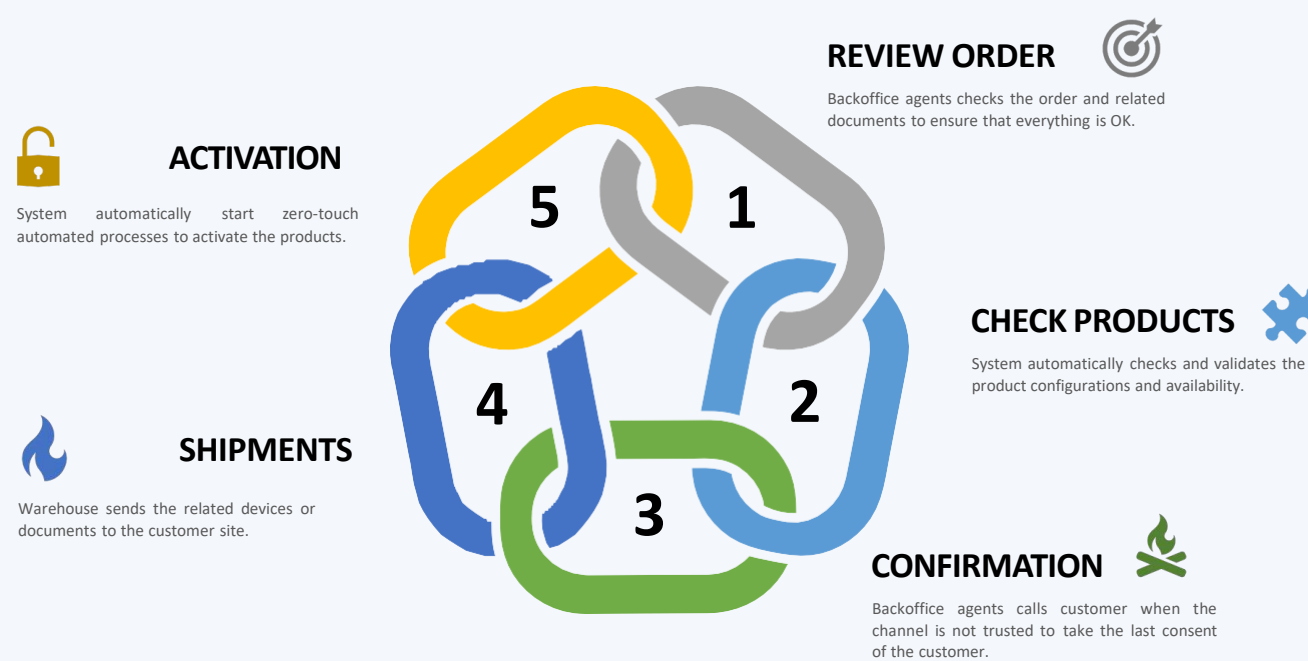 REVIEW ORDER
Backoffice agents checks the order and related
documents to ensure that everything is OK.
ACTIVATION
System automatically start zero-touch
automated processes to activate the products.
5
1
CHECK PRODUCTS
System automatically checks and validates the
product configurations and availability.
4
2
SHIPMENTS
Warehouse sends the related devices or
documents to the customer site.
3
CONFIRMATION
Backoffice agents calls customer when the
channel is not trusted to take the last consent
of the customer.